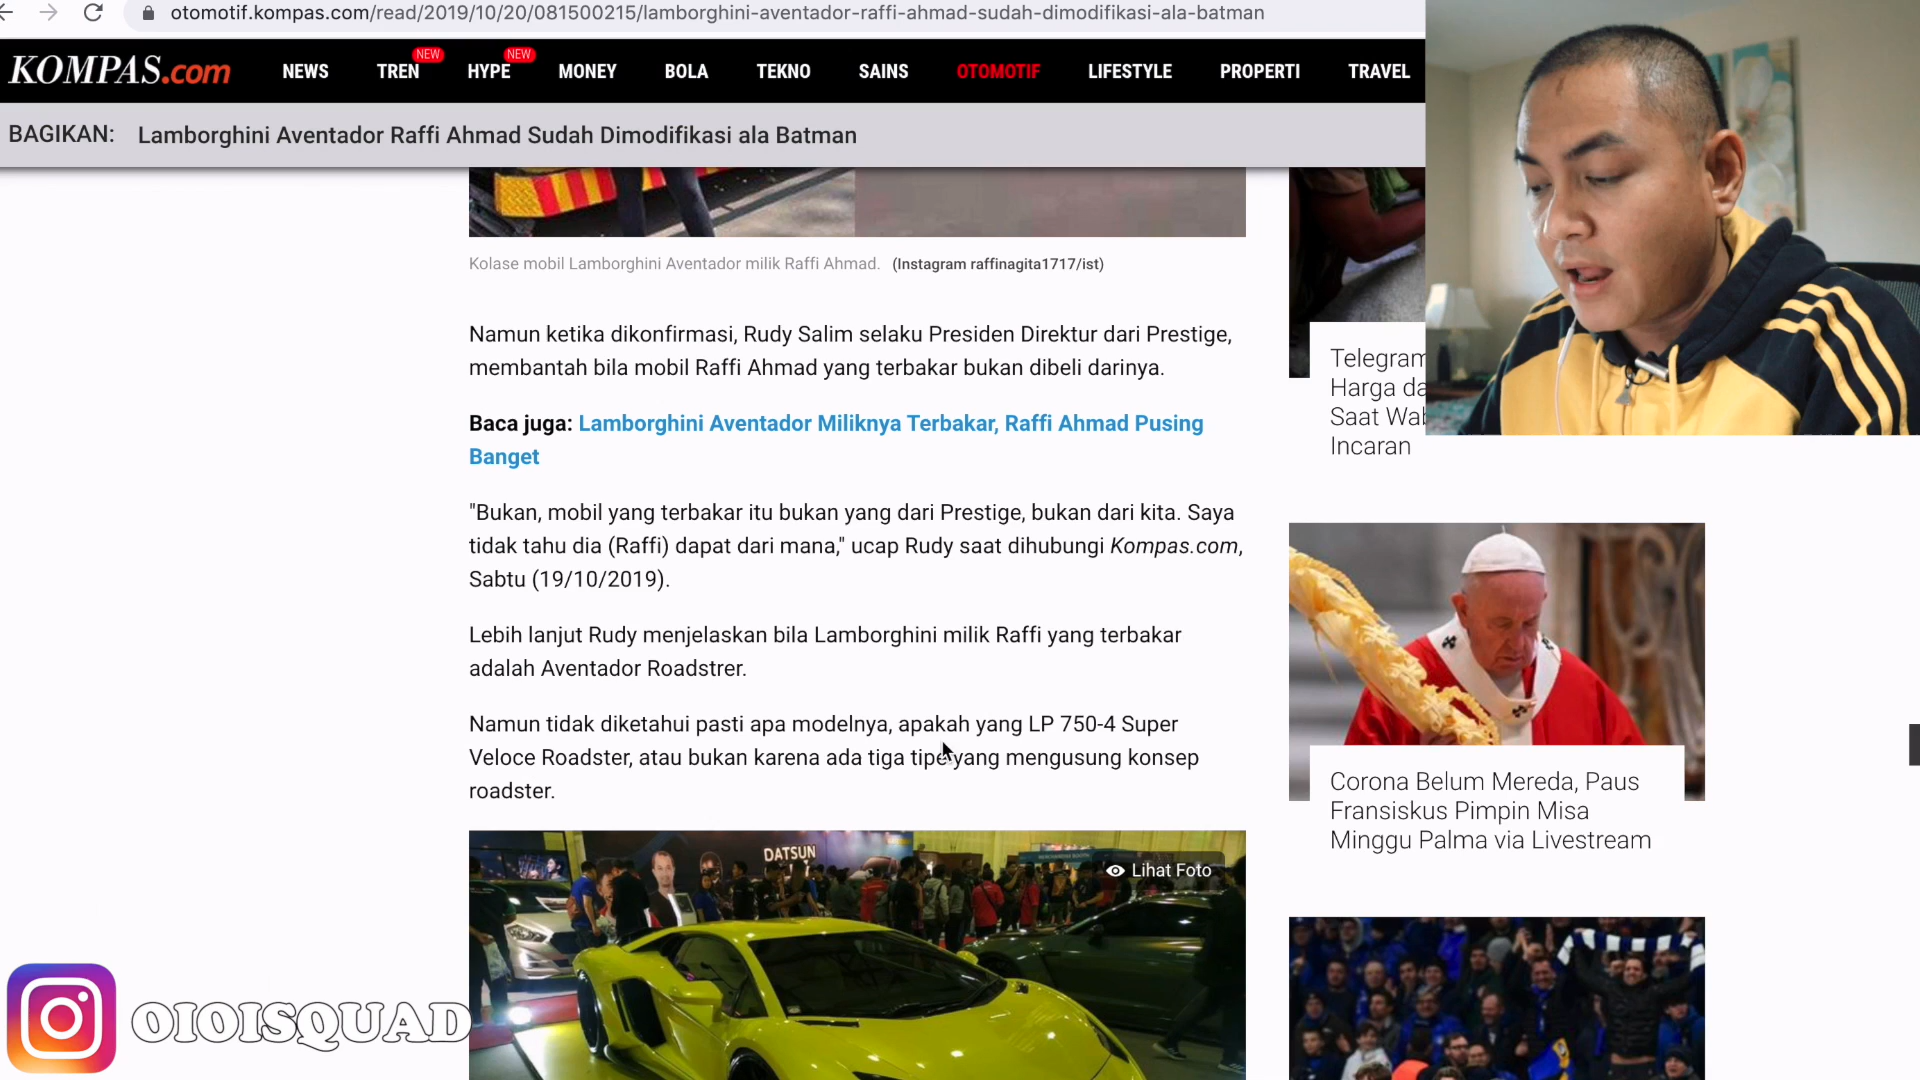 otomotif.kompas.com/read/2019/10/20/081500215/lamborghini-aventador-raffi-ahmad-sudah-dimodifikasi-ala-batman
KOMPAS.com
NEWS
TREN
NEW
HYPE
NEW
MONEY
BOLA
TEKNO
SAINS
OTOMOTIF
LIFESTYLE
PROPERTI
TRAVEL
BAGIKAN:
Lamborghini Aventador Raffi Ahmad Sudah Dimodifikasi ala Batman
Kolase mobil Lamborghini Aventador milik Raffi Ahmad. (Instagram raffinagita1717/ist)
Namun ketika dikonfirmasi, Rudy Salim selaku Presiden Direktur dari Prestige,
membantah bila mobil Raffi Ahmad yang terbakar bukan dibeli darinya.
Baca juga: Lamborghini Aventador Miliknya Terbakar, Raffi Ahmad Pusing
Banget
"Bukan, mobil yang terbakar itu bukan yang dari Prestige, bukan dari kita. Saya
tidak tahu dia (Raffi) dapat dari mana," ucap Rudy saat dihubungi Kompas.com,
Sabtu (19/10/2019).
Lebih lanjut Rudy menjelaskan bila Lamborghini milik Raffi yang terbakar
adalah Aventador Roadstrer.
Namun tidak diketahui pasti apa modelnya, apakah yang LP 750-4 Super
Veloce Roadster, atau bukan karena ada tiga tipe yang mengusung konsep
roadster.
DATSUN
Lihat Foto
Telegram
Harga da
Saat Wab
Incaran
Corona Belum Mereda, Paus
Fransiskus Pimpin Misa
Minggu Palma via Livestream
OIOISQUAD